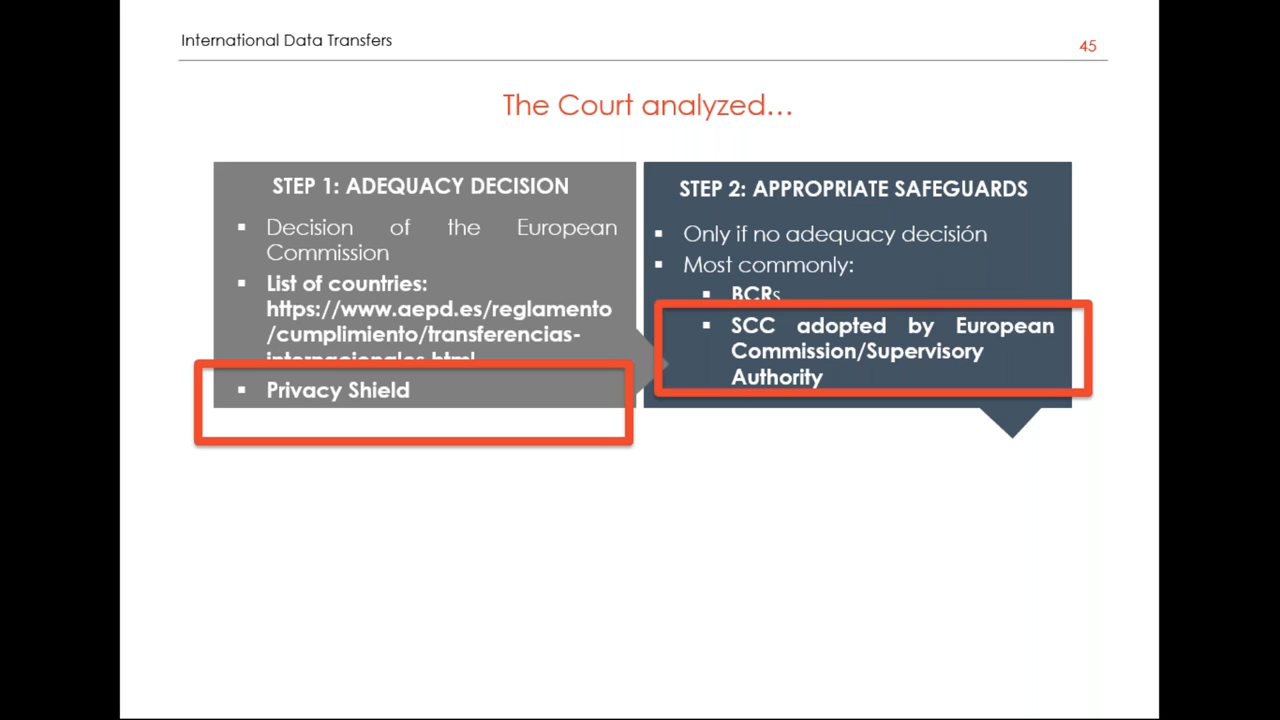 International Data Transfers
45
The Court analyzed...
STEP 1: ADEQUACY DECISION
▪ Decision of the European
Commission
▪ List of countries:
https://www.aepd.es/reglamento
/cumplimiento/transferencias-
internacionales.html
▪ Privacy Shield
STEP 2: APPROPRIATE SAFEGUARDS
▪ Only if no adequacy decisión
▪ Most commonly:
▪ BCRs
▪ SCC adopted by European
Commission/Supervisory
Authority